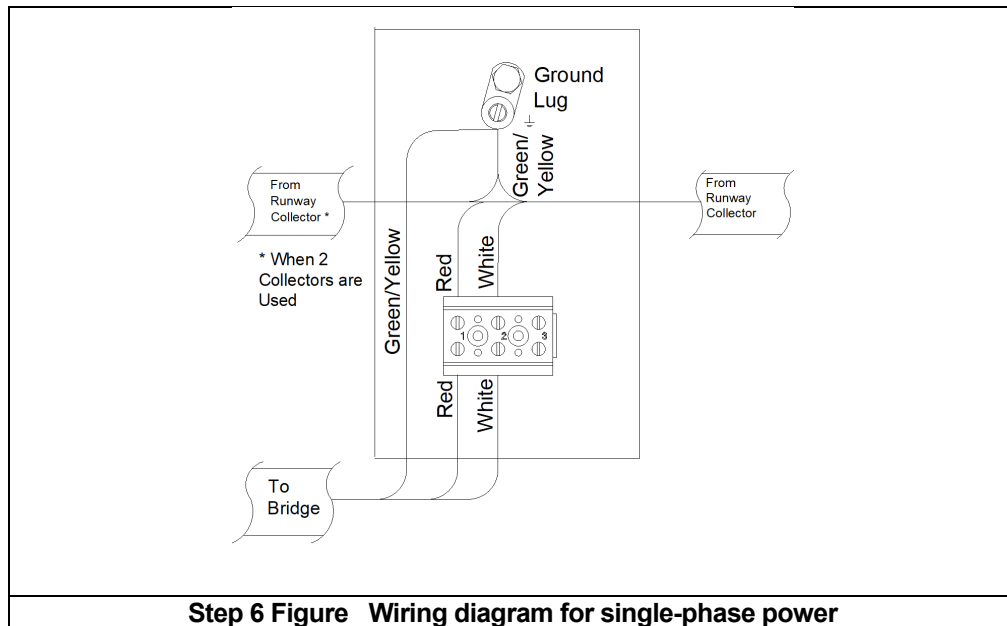 Ground
Lug
Green/
Yellow
From
Runway
Collector *
From
Runway
Collector
* When 2
Collectors are
Used
Green/Yellow
Red
White
1
2
3
Red
White
To
Bridge
Step 6 Figure Wiring diagram for single-phase power